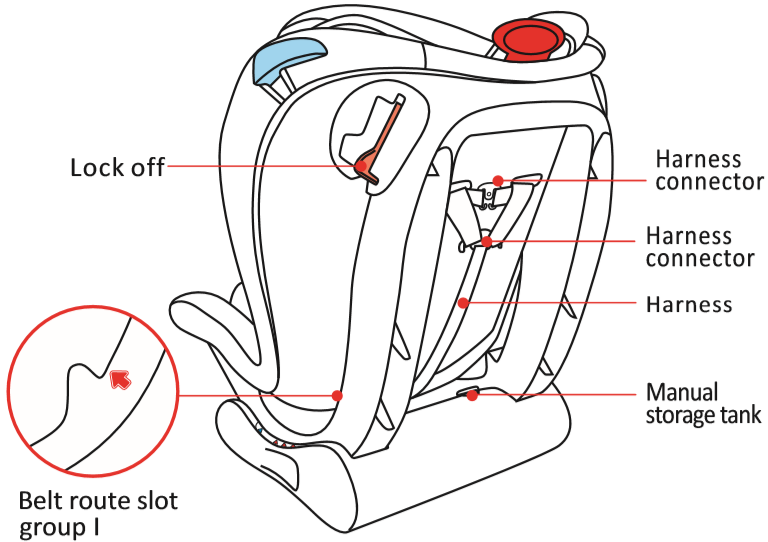 Lock off
Harness
connector
Harness
connector
Harness
Manual
storage tank
Belt route slot
group I